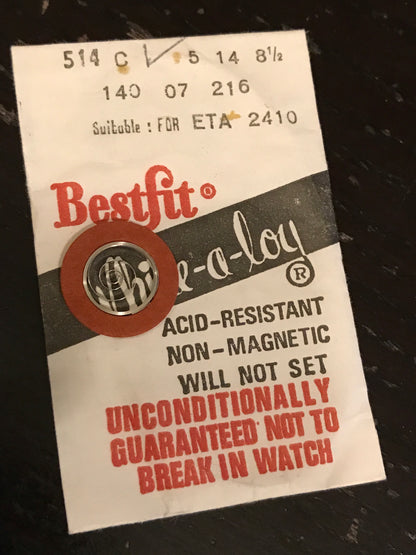 514 C 5 14 8½
140 07 216
Suitable : FOR ETA 2410
Bestfit®
-a-loy ®
ACID-RESISTANT
NON-MAGNETIC
WILL NOT SET
UNCONDITIONALLY
GUARANTEED NOT TO
BREAK IN WATCH